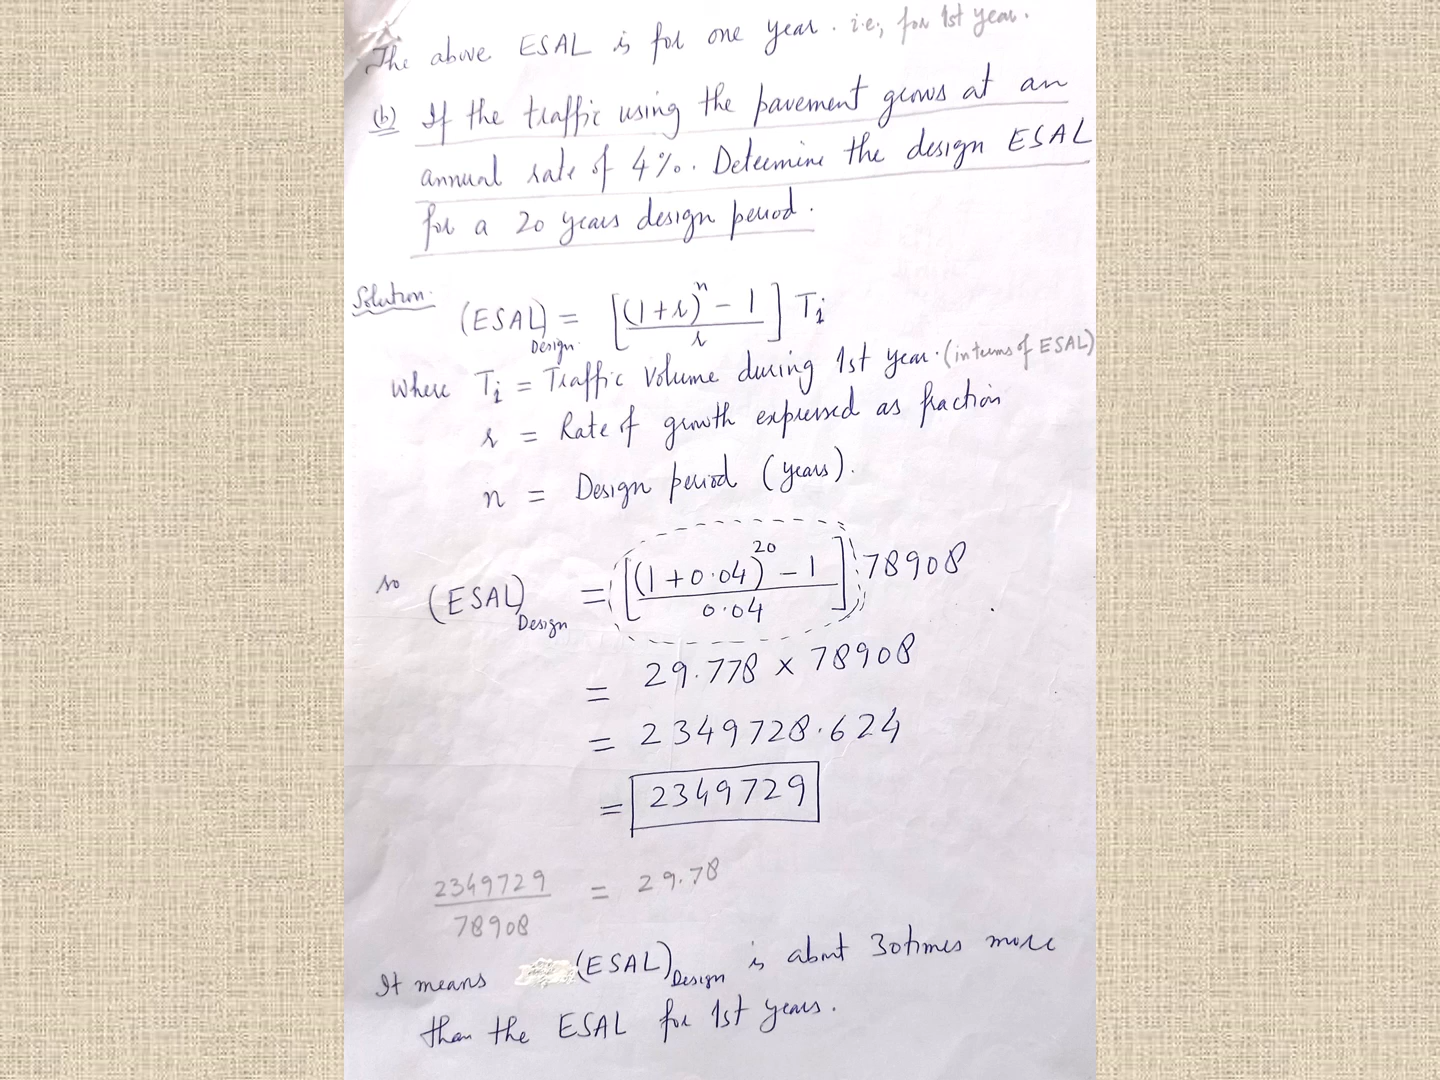 The above ESAL is for one year. i.e; for 1st year.
(b) If the traffic using the pavement grows at an
annual rate of 4%. Determine the design ESAL
for a 20 years design period.
Solution.
(ESAL)Design = [((1+r)^n - 1)/r] Ti
Where Ti = Traffic Volume during 1st year. (in terms of ESAL)
r = Rate of growth expressed as fraction
n = Design period (years).
so (ESAL)Design = [((1+0.04)^20 - 1)/0.04] 78908
= 29.778 × 78908
= 2349728.624
= 2349729
2349729/78908 = 29.78
It means (ESAL)Design is about 30 times more
than the ESAL for 1st years.